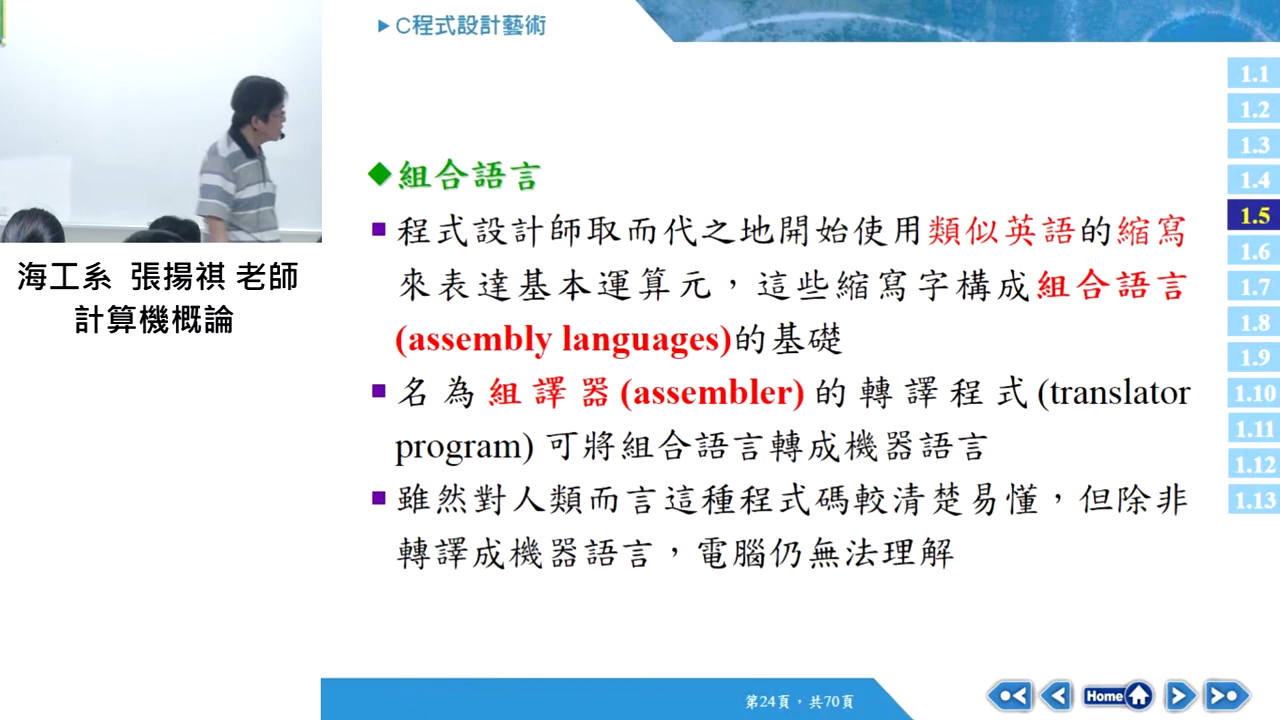 C程式設計藝術
海工系 張揚祺 老師
計算機概論
組合語言
程式設計師取而代之地開始使用類似英語的縮寫
來表達基本運算元，這些縮寫字構成組合語言
(assembly languages)的基礎
名為組譯器(assembler)的轉譯程式(translator
program) 可將組合語言轉成機器語言
雖然對人類而言這種程式碼較清楚易懂，但除非
轉譯成機器語言，電腦仍無法理解
1.1
1.2
1.3
1.4
1.5
1.6
1.7
1.8
1.9
1.10
1.11
1.12
1.13
第24頁，共70頁
Home